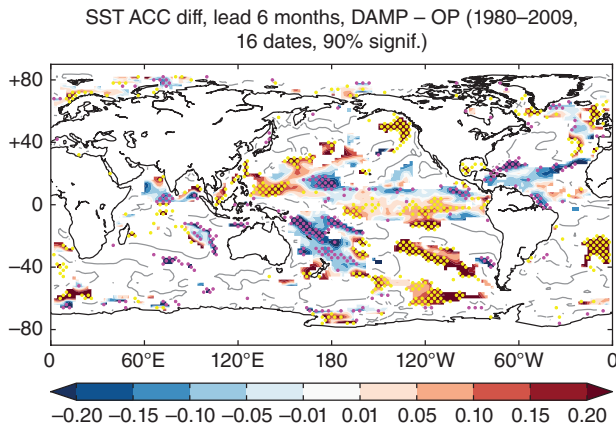 SST ACC diff, lead 6 months, DAMP – OP (1980–2009,
16 dates, 90% signif.)
+80
+40
0
−40
−80
0 60°E 120°E 180 120°W 60°W 0
−0.20 −0.15 −0.10 −0.05 −0.01 0.01 0.05 0.10 0.15 0.20